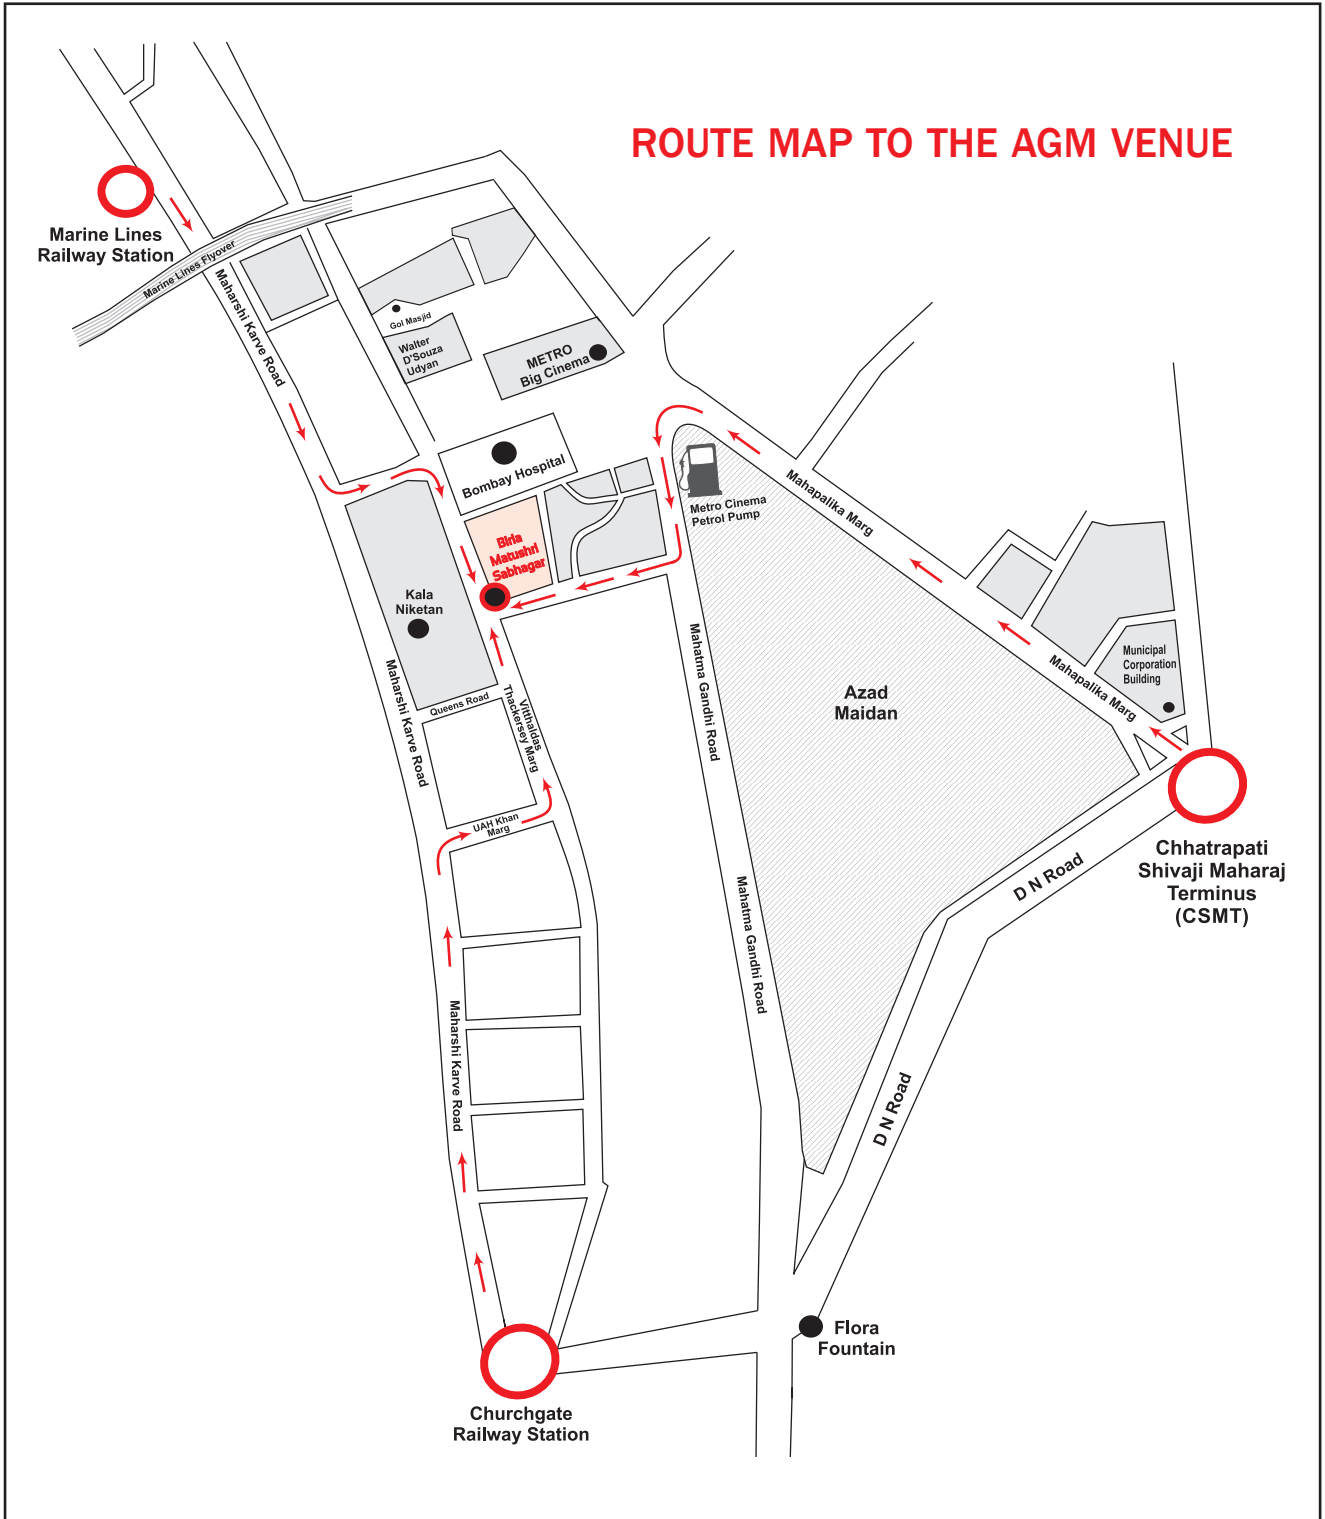 ROUTE MAP TO THE AGM VENUE
Marine Lines
Railway Station
Marine Lines Flyover
Maharshi Karve Road
Gol Masjid
Walter
D'Souza
Udyan
METRO
Big Cinema
Bombay Hospital
Metro Cinema
Petrol Pump
Mahapalika Marg
Birla
Matushri
Sabhagar
Kala
Niketan
Queens Road
Vitthaldas
Thackersey Marg
Maharshi Karve Road
UAH Khan
Marg
Mahatma Gandhi Road
Azad
Maidan
Mahapalika Marg
Municipal
Corporation
Building
Chhatrapati
Shivaji Maharaj
Terminus
(CSMT)
D N Road
Mahatma Gandhi Road
Maharshi Karve Road
D N Road
Flora
Fountain
Churchgate
Railway Station